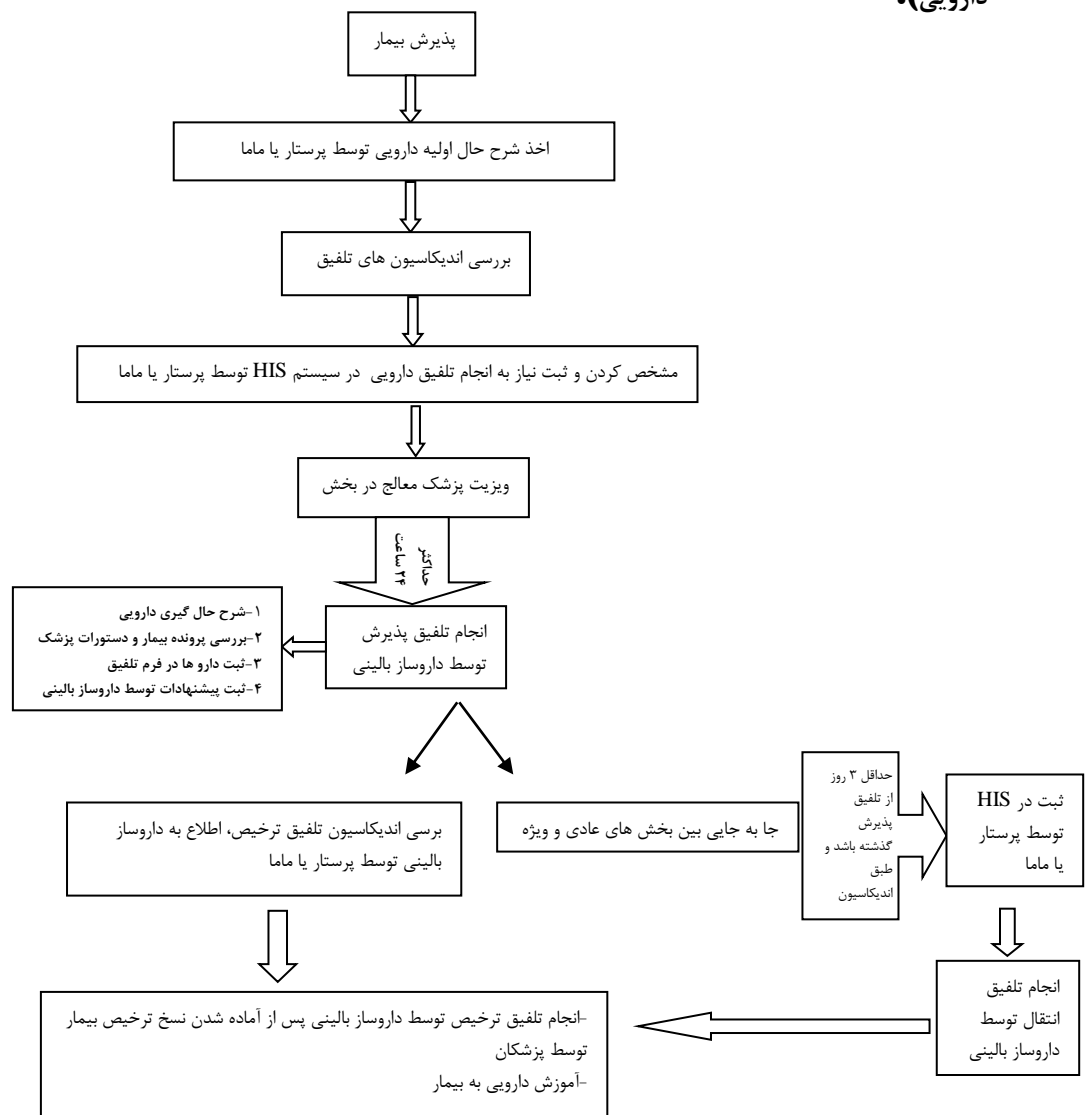 دارویی).
پذیرش بیمار
اخذ شرح حال اولیه دارویی توسط پرستار یا ماما
بررسی اندیکاسیون های تلفیق
مشخص کردن و ثبت نیاز به انجام تلفیق دارویی در سیستم HIS توسط پرستار یا ماما
ویزیت پزشک معالج در بخش
حداکثر
۲۴ ساعت
انجام تلفیق پذیرش
توسط داروساز بالینی
۱-شرح حال گیری دارویی
۲-بررسی پرونده بیمار و دستورات پزشک
۳-ثبت دارو ها در فرم تلفیق
۴-ثبت پیشنهادات توسط داروساز بالینی
جا به جایی بین بخش های عادی و ویژه
حداقل ۳ روز
از تلفیق
پذیرش
گذشته باشد و
طبق
اندیکاسیون
ثبت در HIS
توسط پرستار
یا ماما
برسی اندیکاسیون تلفیق ترخیص، اطلاع به داروساز
بالینی توسط پرستار یا ماما
انجام تلفیق
انتقال توسط
داروساز بالینی
-انجام تلفیق ترخیص توسط داروساز بالینی پس از آماده شدن نسخ ترخیص بیمار
توسط پزشکان
-آموزش دارویی به بیمار